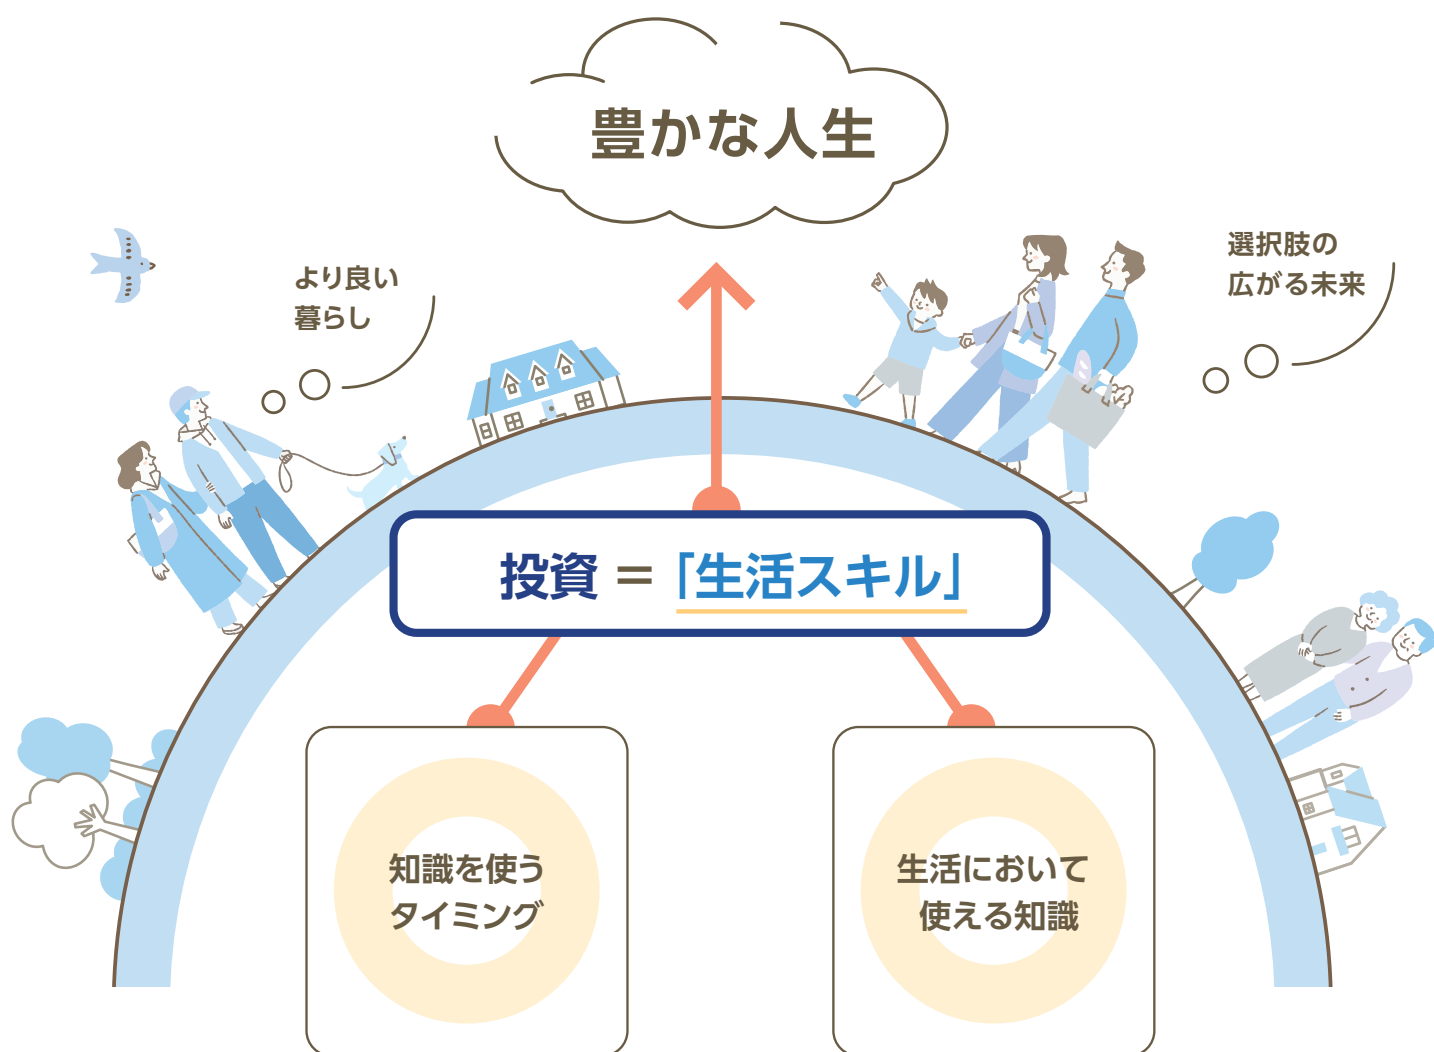 豊かな人生
より良い
暮らし
選択肢の
広がる未来
投資 = 「生活スキル」
知識を使う
タイミング
生活において
使える知識